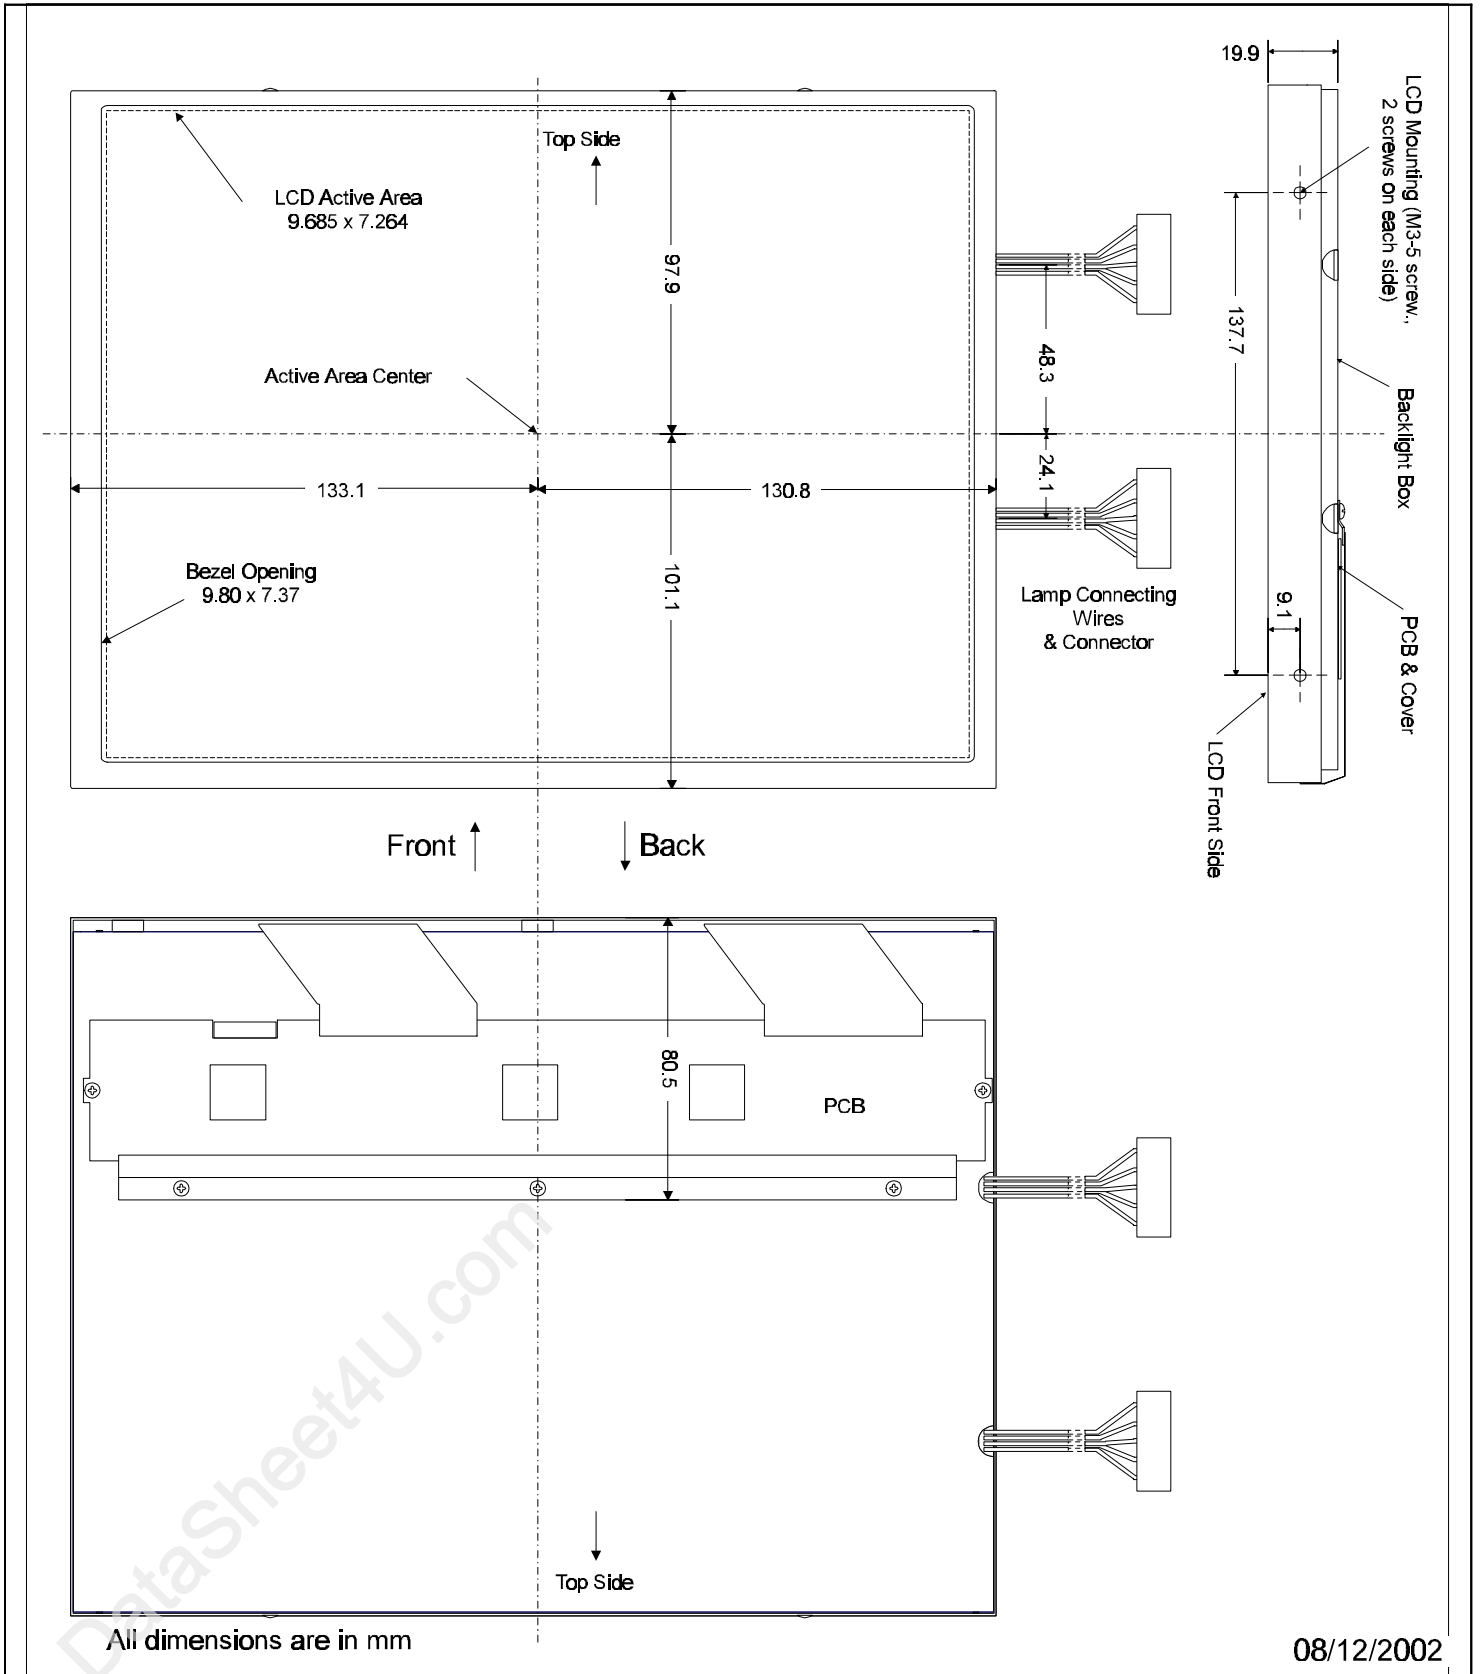 19.9
LCD Mounting (M3-5 screw.,
2 screws on each side)
Top Side
LCD Active Area
9.685 x 7.264
97.9
137.7
48.3
Active Area Center
Backlight Box
24.1
133.1
130.8
Bezel Opening
9.80 x 7.37
101.1
Lamp Connecting
Wires
& Connector
9.1
PCB & Cover
LCD Front Side
Front
Back
80.5
PCB
Top Side
All dimensions are in mm
08/12/2002
DataSheet4U.com